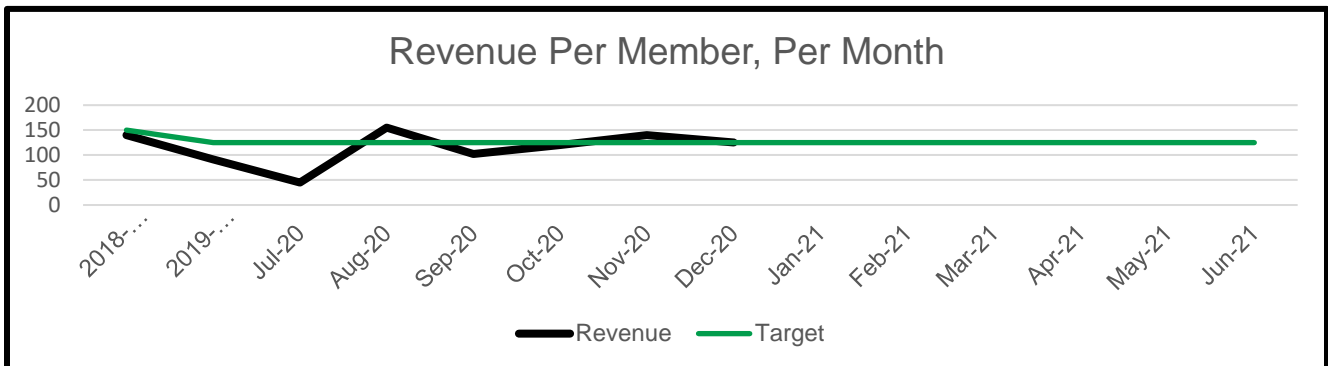 Revenue Per Member, Per Month
200
150
100
50
0
2018-...
2019-...
Jul-20
Aug-20
Sep-20
Oct-20
Nov-20
Dec-20
Jan-21
Feb-21
Mar-21
Apr-21
May-21
Jun-21
Revenue Target